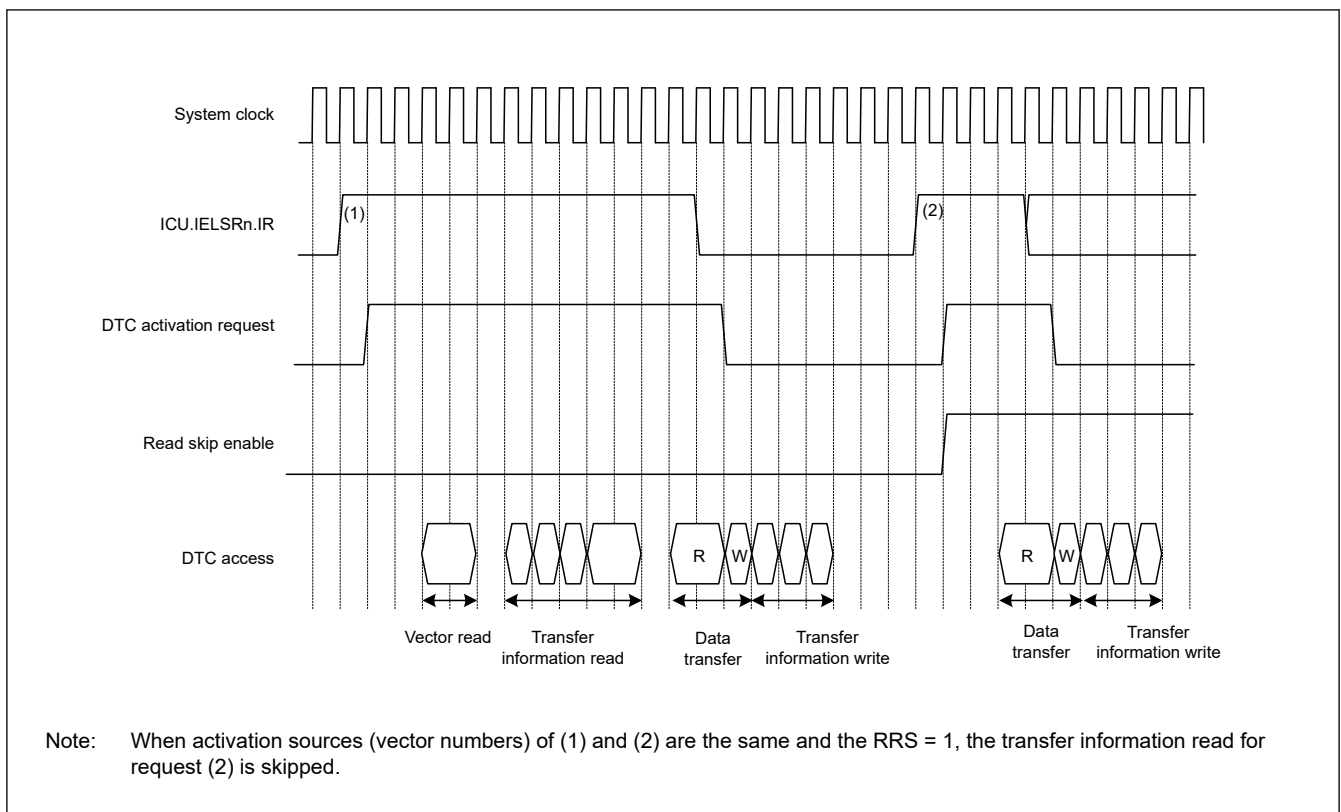 System clock
ICU.IELSRn.IR
(1)
(2)
DTC activation request
Read skip enable
DTC access
R
W
R
W
Vector read
Transfer
information read
Data
transfer
Transfer
information write
Data
transfer
Transfer
information write
Note: When activation sources (vector numbers) of (1) and (2) are the same and the RRS = 1, the transfer information read for
request (2) is skipped.